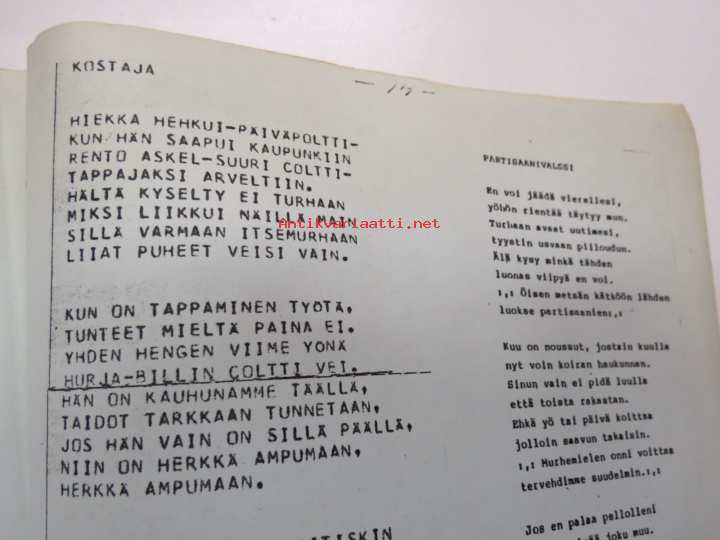 KOSTAJA
HIEKKA HEHKUI-PÄIVÄPOLTTI-
KUN HÄN SAAPUI KAUPUNKIIN
RENTO ASKEL-SUURI COLTTI-
TAPPAJAKSI ARVELTIIN.
HÄLTÄ KYSELTY EI TURHAAN
MIKSI LIIKKUI NÄILLÄ MAIN
SILLÄ VARMAAN ITSEMURHAAN
LIIAT PUHEET VEISI VAIN.
KUN ON TAPPAMINEN TYÖTÄ,
TUNTEET MIELTÄ PAINA EI.
YHDEN HENGEN VIIME YÖNÄ
HURJA-BILLIN COLTTI VEI.
HÄN ON KAUHUNAMME TÄÄLLÄ,
TAIDOT TARKKAAN TUNNETAAN,
JOS HÄN VAIN ON SILLÄ PÄÄLLÄ,
NIIN ON HERKKÄ AMPUMAAN,
HERKKÄ AMPUMAAN.
PARTISAANIVALSSI
En voi jäädä vierellesi,
yöhön rientää täytyy mun.
Turhaan avaat uutimesi,
tyystin usvaan piiloudun.
Älä kysy minkä tähden
luonas viipyä en voi.
:,: Öisen metsän kätköön lähden
luokse partisaanien:,:
Kuu on noussut, jostain kuulla
nyt voin koiran haukunnan.
Sinun vain ei pidä luulla
että toista rakastan.
Ehkä yö tai päivä koittaa
jolloin saavun takaisin.
:,: Murhemielen onni voittaa
tervehdimme suudelmin.:,:
Jos en palaa pellolleni
joku muu.
Antikvariaatti.net